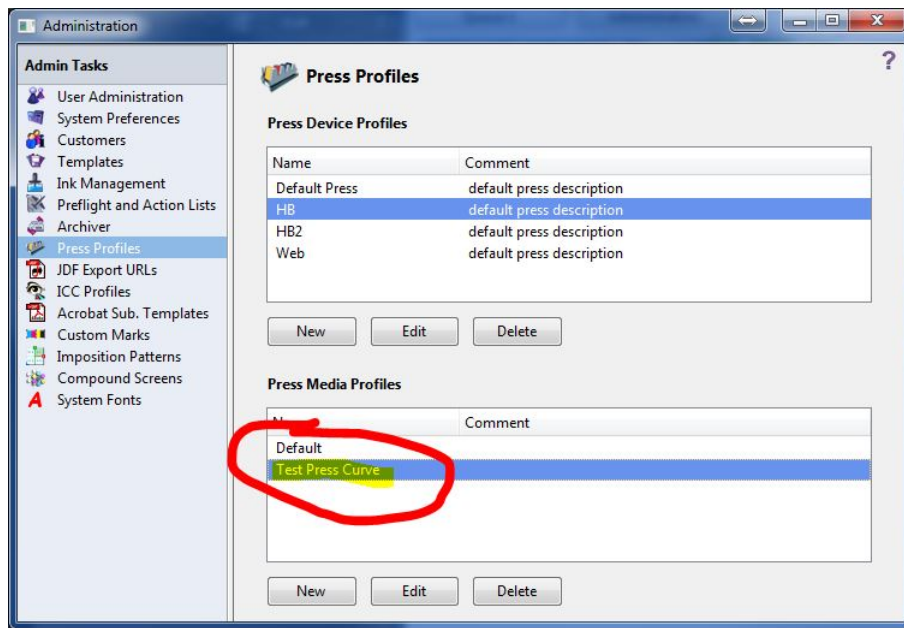 Administration
Admin Tasks
User Administration
System Preferences
Customers
Templates
Ink Management
Preflight and Action Lists
Archiver
Press Profiles
JDF Export URLs
ICC Profiles
Acrobat Sub. Templates
Custom Marks
Imposition Patterns
Compound Screens
System Fonts
?
Press Profiles
Press Device Profiles
Name Comment
Default Press default press description
HB default press description
HB2 default press description
Web default press description
New Edit Delete
Press Media Profiles
Comment
Default
Test Press Curve
New Edit Delete